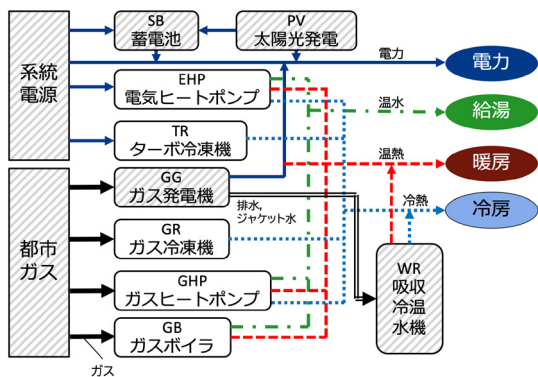 SB
蓄電池
PV
太陽光発電
電力
電力
系統
電源
EHP
電気ヒートポンプ
温水
給湯
TR
ターボ冷凍機
温熱
暖房
GG
ガス発電機
排水,
ジャケット水
冷熱
冷房
都市
ガス
GR
ガス冷凍機
WR
吸収
冷温
水機
GHP
ガスヒートポンプ
GB
ガスボイラ
ガス